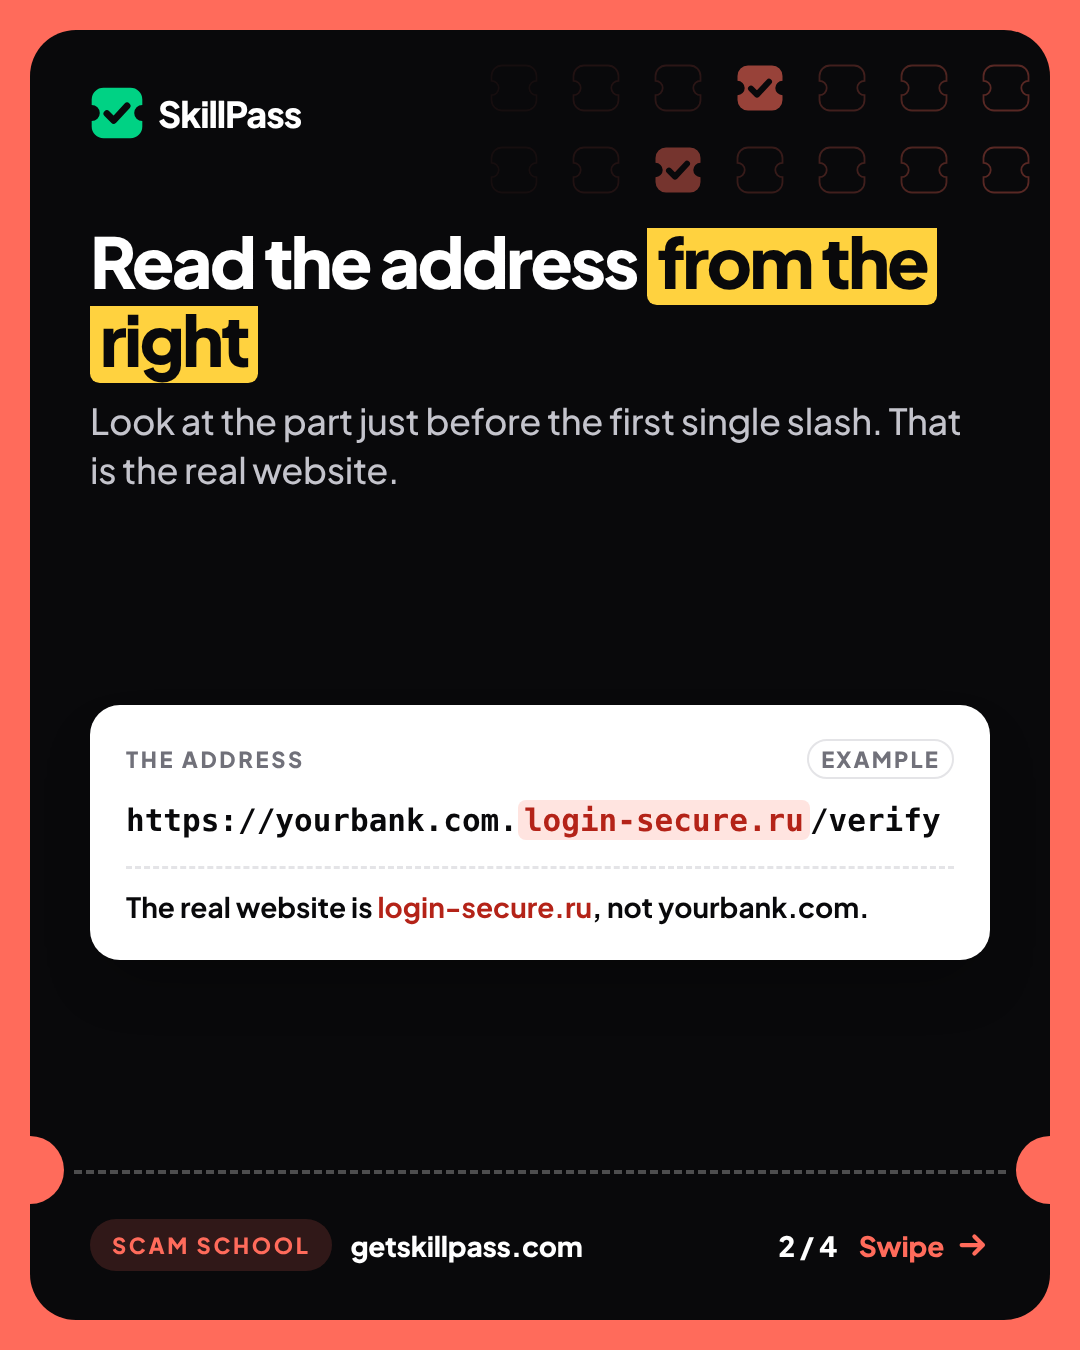 SkillPass
Read the address from the
right
Look at the part just before the first single slash. That
is the real website.
THE ADDRESS
EXAMPLE
https://yourbank.com.login-secure.ru/verify
The real website is login-secure.ru, not yourbank.com.
SCAM SCHOOL
getskillpass.com
2 / 4
Swipe →